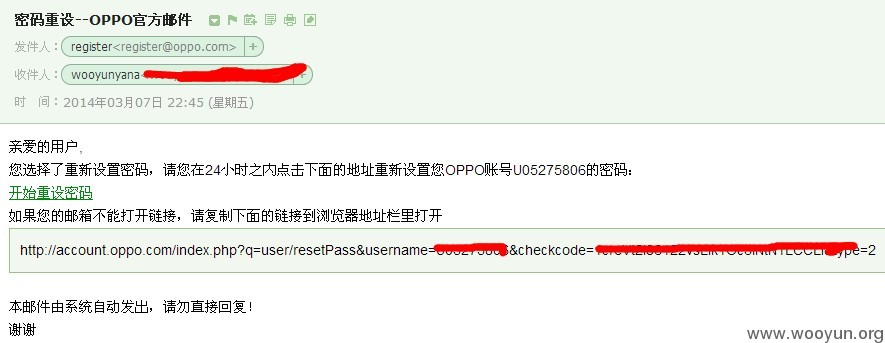 密码重设--OPPO官方邮件
发件人：register<register@oppo.com> +
收件人：wooyunyana
时 间：2014年03月07日 22:45 (星期五)
亲爱的用户,
您选择了重新设置密码，请您在24小时之内点击下面的地址重新设置您OPPO账号U05275806的密码：
开始重设密码
如果您的邮箱不能打开链接，请复制下面的链接到浏览器地址栏里打开
http://account.oppo.com/index.php?q=user/resetPass&username=&checkcode=type=2
本邮件由系统自动发出，请勿直接回复！
谢谢
www.wooyun.org